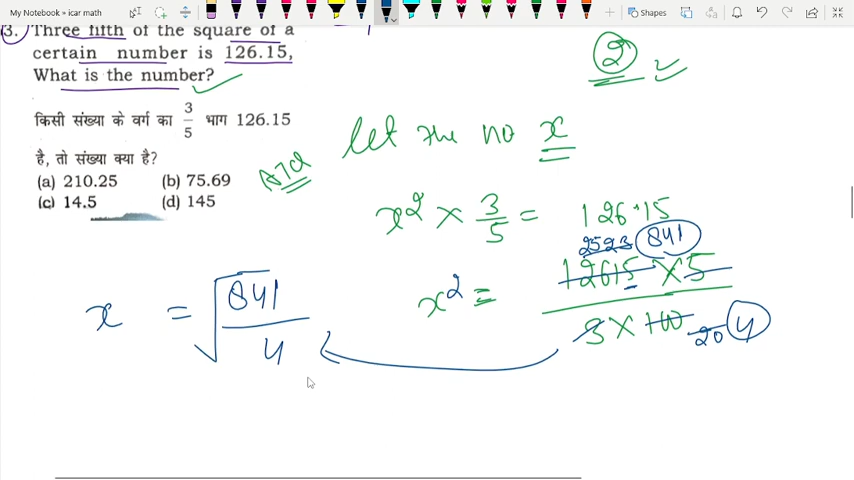 My Notebook » icar math
Shapes
3. Three fifth of the square of a
certain number is 126.15,
What is the number?
किसी संख्या के वर्ग का 3/5 भाग 126.15
है, तो संख्या क्या है?
(a) 210.25 (b) 75.69
(c) 14.5 (d) 145
2
let the no x
ATQ
x² × 3/5 = 126.15
2523 841
x² = 12615 × 5 / 3 × 100
20 4
x = √841/4